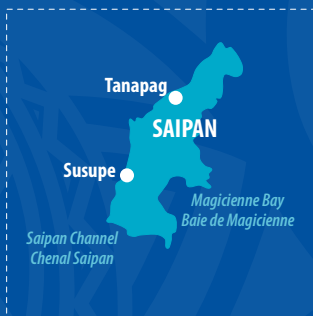 Tanapag
SAIPAN
Susupe
Magicienne Bay
Baie de Magicienne
Saipan Channel
Chenal Saipan